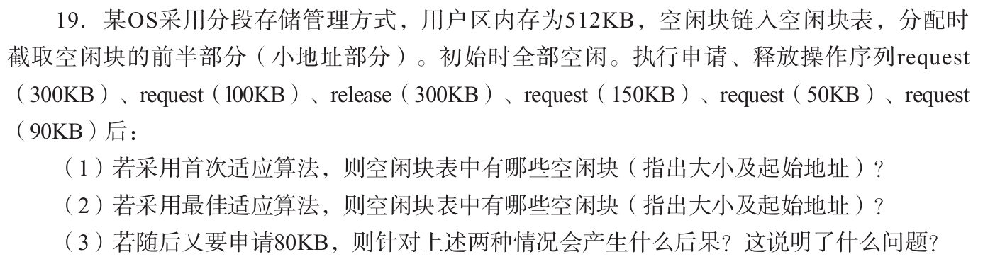 19. 某OS采用分段存储管理方式，用户区内存为512KB，空闲块链入空闲块表，分配时
截取空闲块的前半部分（小地址部分）。初始时全部空闲。执行申请、释放操作序列request
（300KB）、request（l00KB）、release（300KB）、request（150KB）、request（50KB）、request
（90KB）后：
（1）若采用首次适应算法，则空闲块表中有哪些空闲块（指出大小及起始地址）？
（2）若采用最佳适应算法，则空闲块表中有哪些空闲块（指出大小及起始地址）？
（3）若随后又要申请80KB，则针对上述两种情况会产生什么后果？这说明了什么问题？